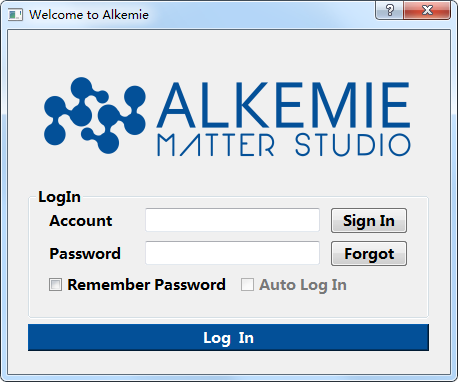 Welcome to Alkemie
ALKEMIE
MATTER STUDIO
LogIn
Account Sign In
Password Forgot
Remember Password Auto Log In
Log In